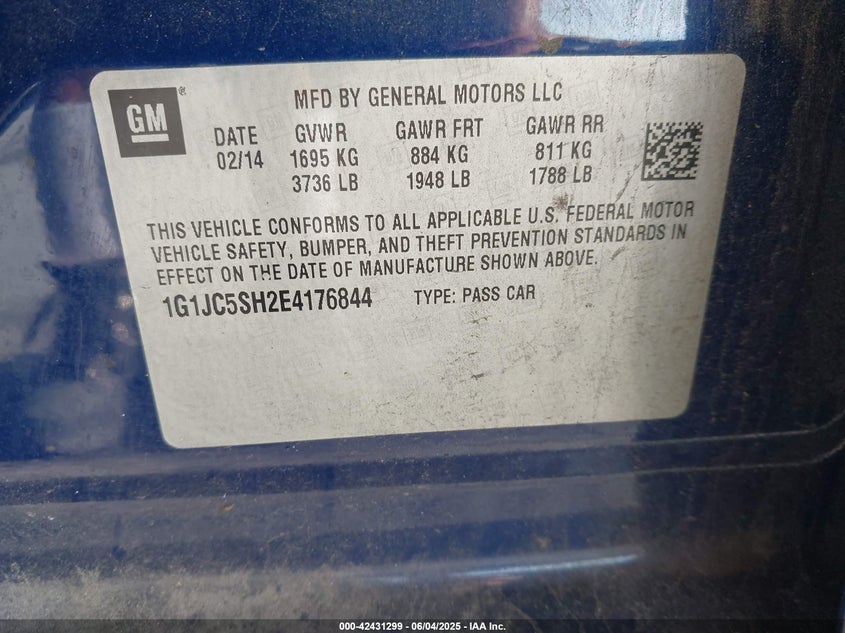 GM ®
MFD BY GENERAL MOTORS LLC
DATE GVWR GAWR FRT GAWR RR
02/14 1695 KG 884 KG 811 KG
3736 LB 1948 LB 1788 LB
THIS VEHICLE CONFORMS TO ALL APPLICABLE U.S. FEDERAL MOTOR
VEHICLE SAFETY, BUMPER, AND THEFT PREVENTION STANDARDS IN
EFFECT ON THE DATE OF MANUFACTURE SHOWN ABOVE.
1G1JC5SH2E4176844 TYPE: PASS CAR
000-42431299 - 06/04/2025 - IAA Inc.